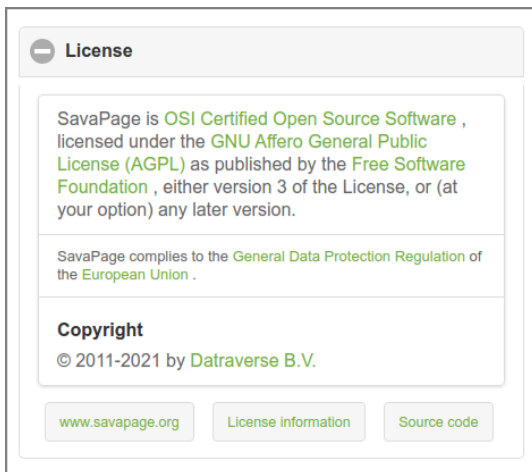 License
SavaPage is OSI Certified Open Source Software ,
licensed under the GNU Affero General Public
License (AGPL) as published by the Free Software
Foundation , either version 3 of the License, or (at
your option) any later version.
SavaPage complies to the General Data Protection Regulation of
the European Union .
Copyright
© 2011-2021 by Datraverse B.V.
www.savapage.org License information Source code